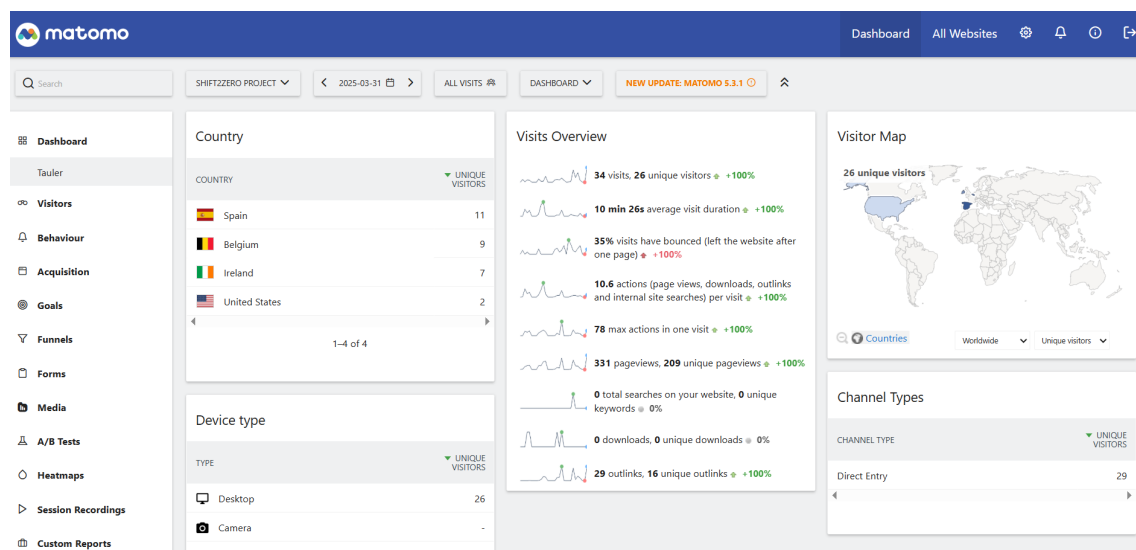 matomo
Dashboard
All Websites
Search
SHIFT2ZERO PROJECT
2025-03-31
ALL VISITS
DASHBOARD
NEW UPDATE: MATOMO 5.3.1
Dashboard
Tauler
Visitors
Behaviour
Acquisition
Goals
Funnels
Forms
Media
A/B Tests
Heatmaps
Session Recordings
Custom Reports
Country
COUNTRY
UNIQUE
VISITORS
Spain 11
Belgium 9
Ireland 7
United States 2
1–4 of 4
Device type
TYPE
UNIQUE
VISITORS
Desktop 26
Camera -
Visits Overview
34 visits, 26 unique visitors +100%
10 min 26s average visit duration +100%
35% visits have bounced (left the website after
one page) +100%
10.6 actions (page views, downloads, outlinks
and internal site searches) per visit +100%
78 max actions in one visit +100%
331 pageviews, 209 unique pageviews +100%
0 total searches on your website, 0 unique
keywords 0%
0 downloads, 0 unique downloads 0%
29 outlinks, 16 unique outlinks +100%
Visitor Map
26 unique visitors
Countries
Worldwide
Unique visitors
Channel Types
CHANNEL TYPE
UNIQUE
VISITORS
Direct Entry 29